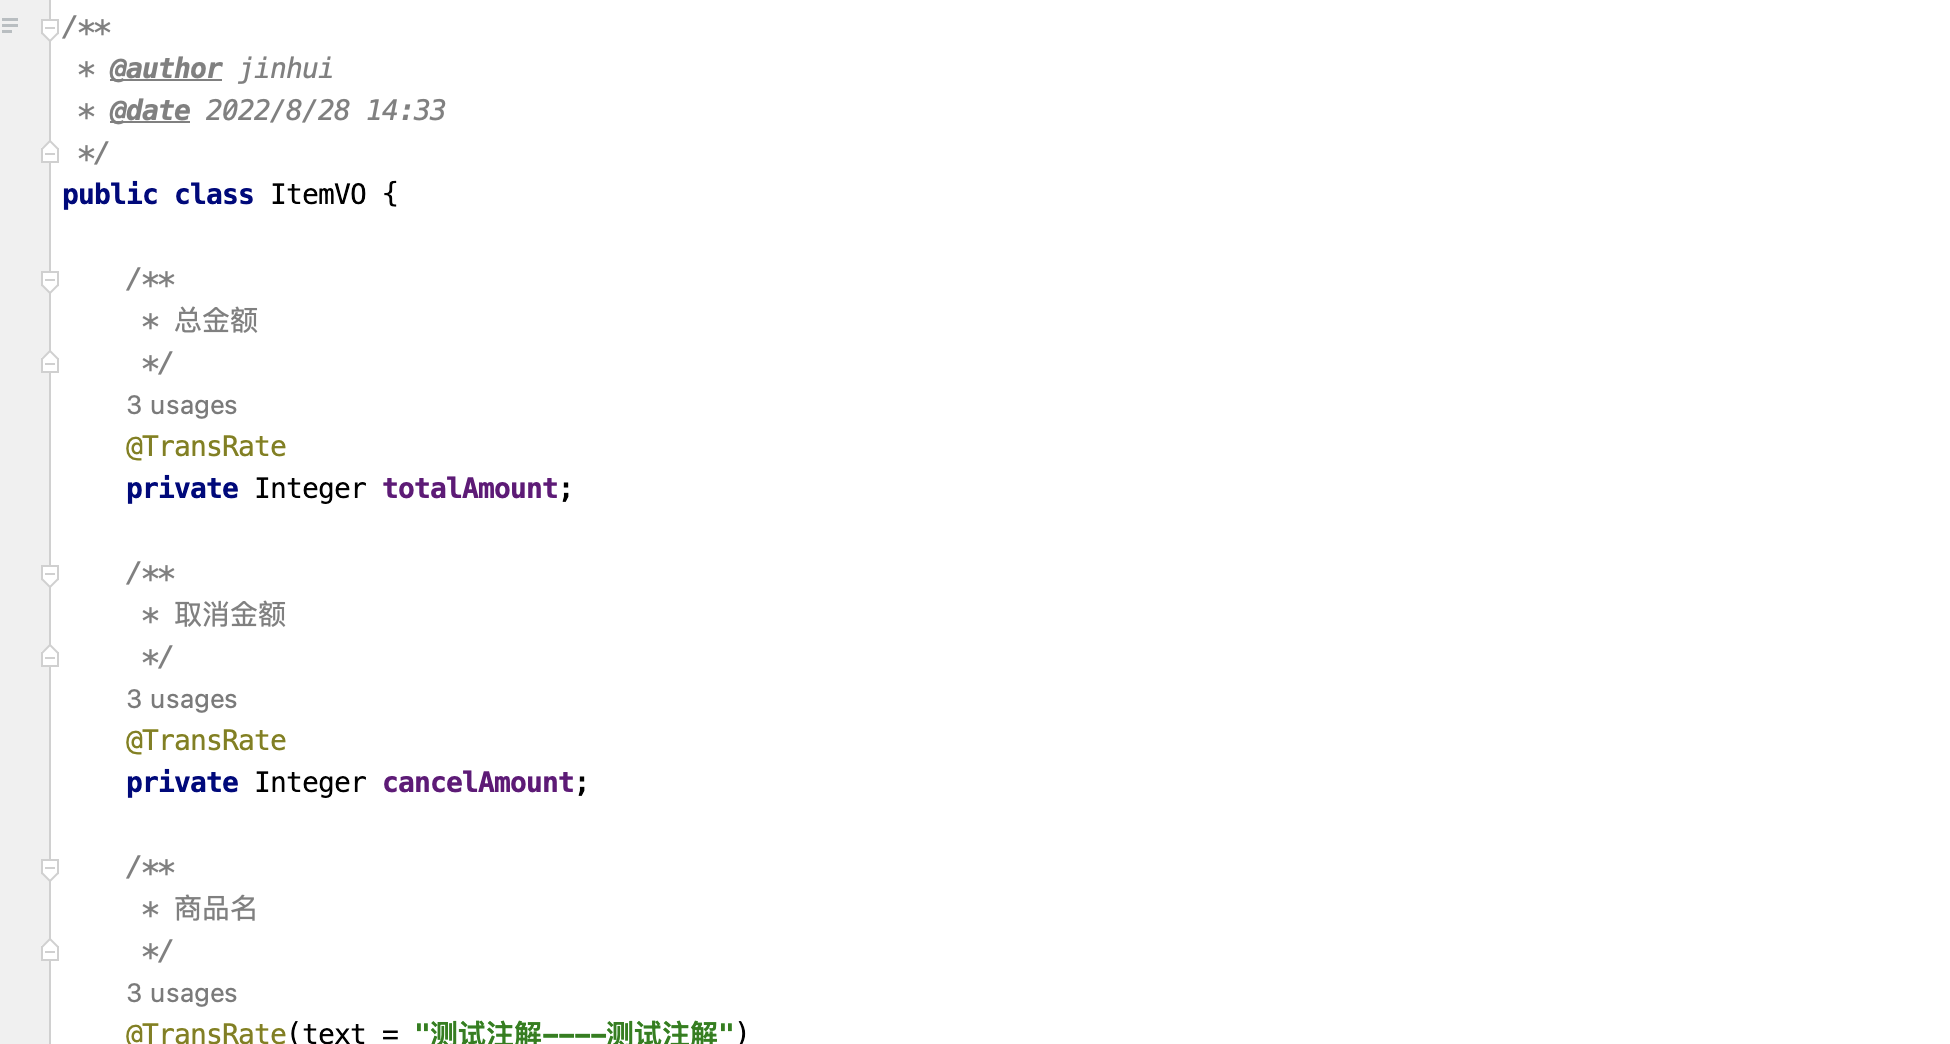 /**
 * @author jinhui
 * @date 2022/8/28 14:33
 */
public class ItemVO {
    /**
     * 总金额
     */
    3 usages
    @TransRate
    private Integer totalAmount;
    /**
     * 取消金额
     */
    3 usages
    @TransRate
    private Integer cancelAmount;
    /**
     * 商品名
     */
    3 usages
    @TransRate(text = "测试注解----测试注解")